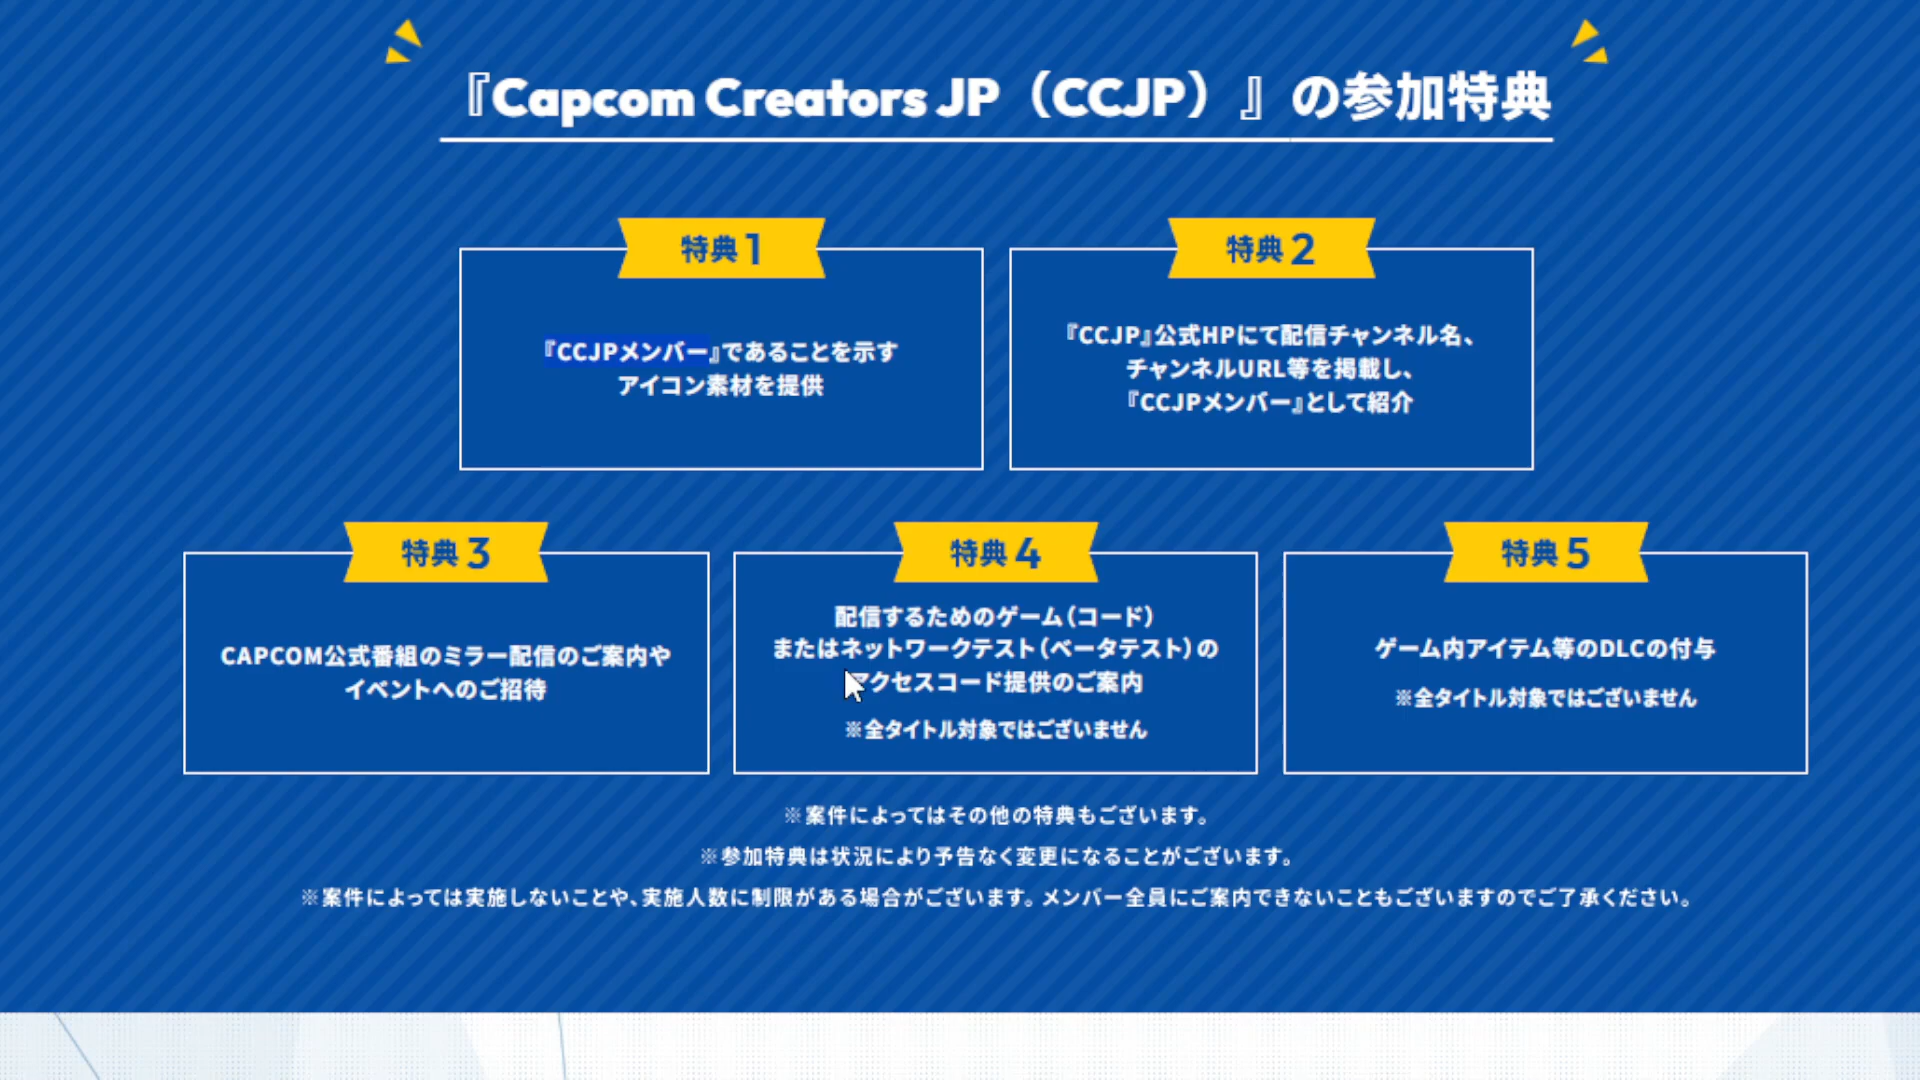 『Capcom Creators JP（CCJP）』の参加特典
特典1
『CCJPメンバー』であることを示す
アイコン素材を提供
特典2
『CCJP』公式HPにて配信チャンネル名、
チャンネルURL等を掲載し、
『CCJPメンバー』として紹介
特典3
CAPCOM公式番組のミラー配信のご案内や
イベントへのご招待
特典4
配信するためのゲーム（コード）
またはネットワークテスト（ベータテスト）の
アクセスコード提供のご案内
※全タイトル対象ではございません
特典5
ゲーム内アイテム等のDLCの付与
※全タイトル対象ではございません
※案件によってはその他の特典もございます。
※参加特典は状況により予告なく変更になることがございます。
※案件によっては実施しないことや、実施人数に制限がある場合がございます。メンバー全員にご案内できないこともございますのでご了承ください。